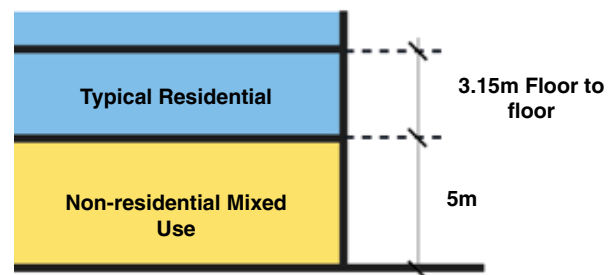 Typical Residential
3.15m Floor to
floor
Non-residential Mixed
Use
5m